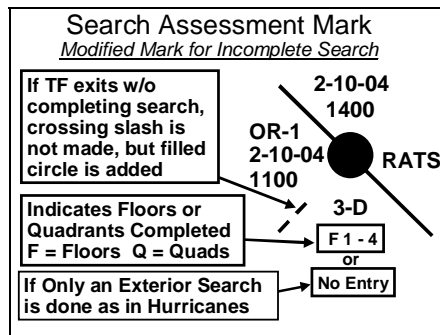 Search Assessment Mark
Modified Mark for Incomplete Search
If TF exits w/o
completing search,
crossing slash is
not made, but filled
circle is added
2-10-04
1400
OR-1
2-10-04
1100
RATS
3-D
Indicates Floors or
Quadrants Completed
F = Floors Q = Quads
F 1 - 4
or
No Entry
If Only an Exterior Search
is done as in Hurricanes